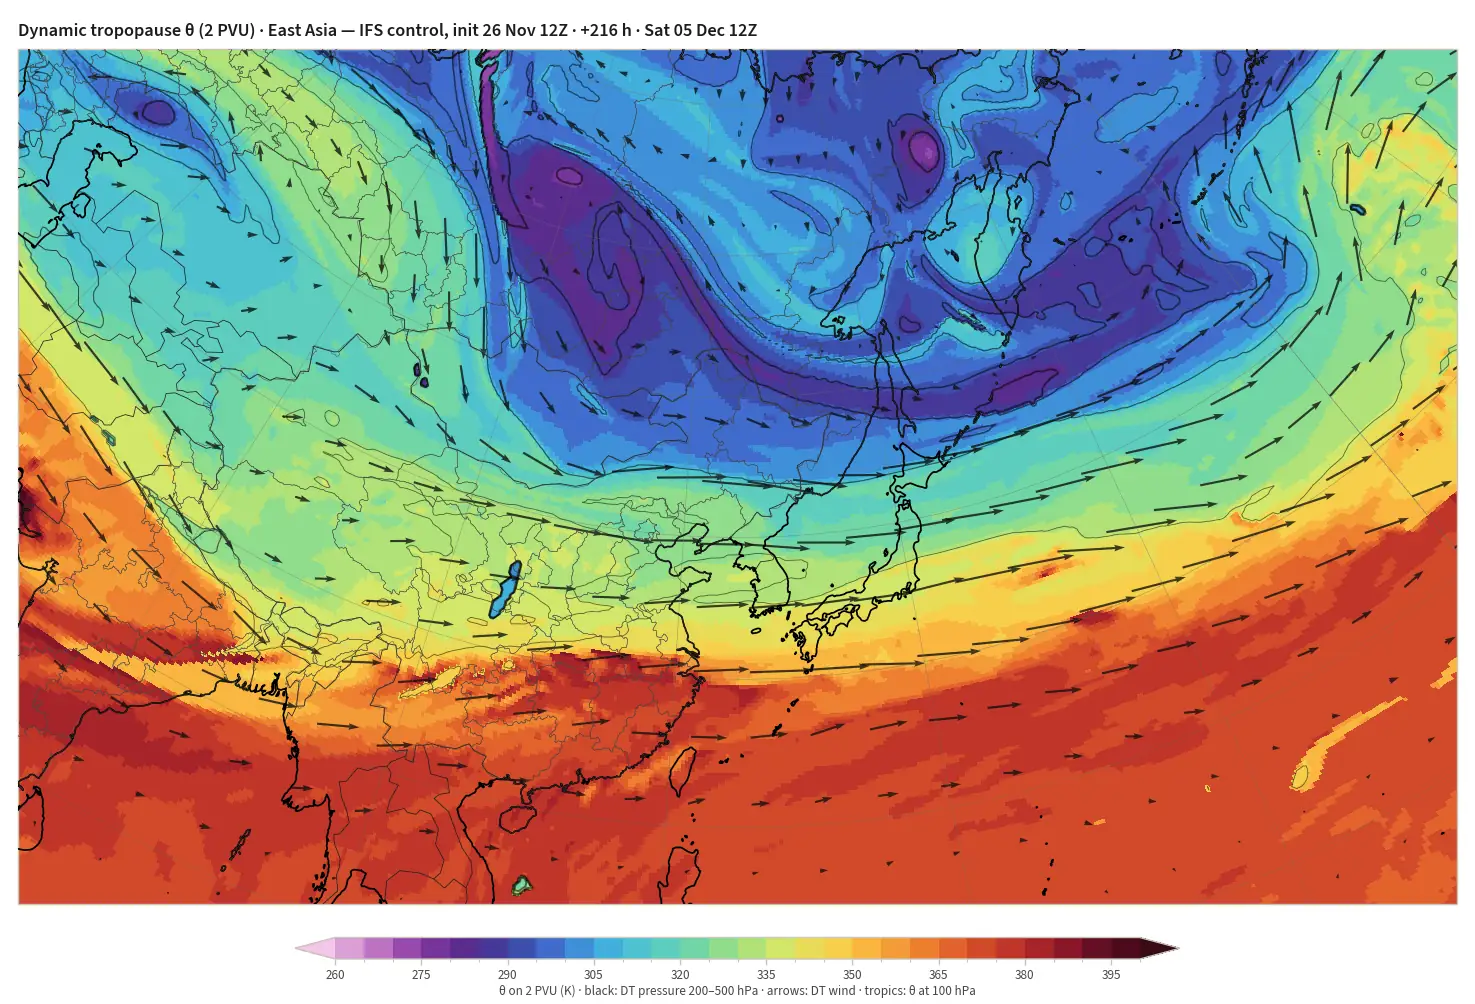 Dynamic tropopause θ (2 PVU) · East Asia — IFS control, init 26 Nov 12Z · +216 h · Sat 05 Dec 12Z
260 275 290 305 320 335 350 365 380 395
θ on 2 PVU (K) · black: DT pressure 200–500 hPa · arrows: DT wind · tropics: θ at 100 hPa